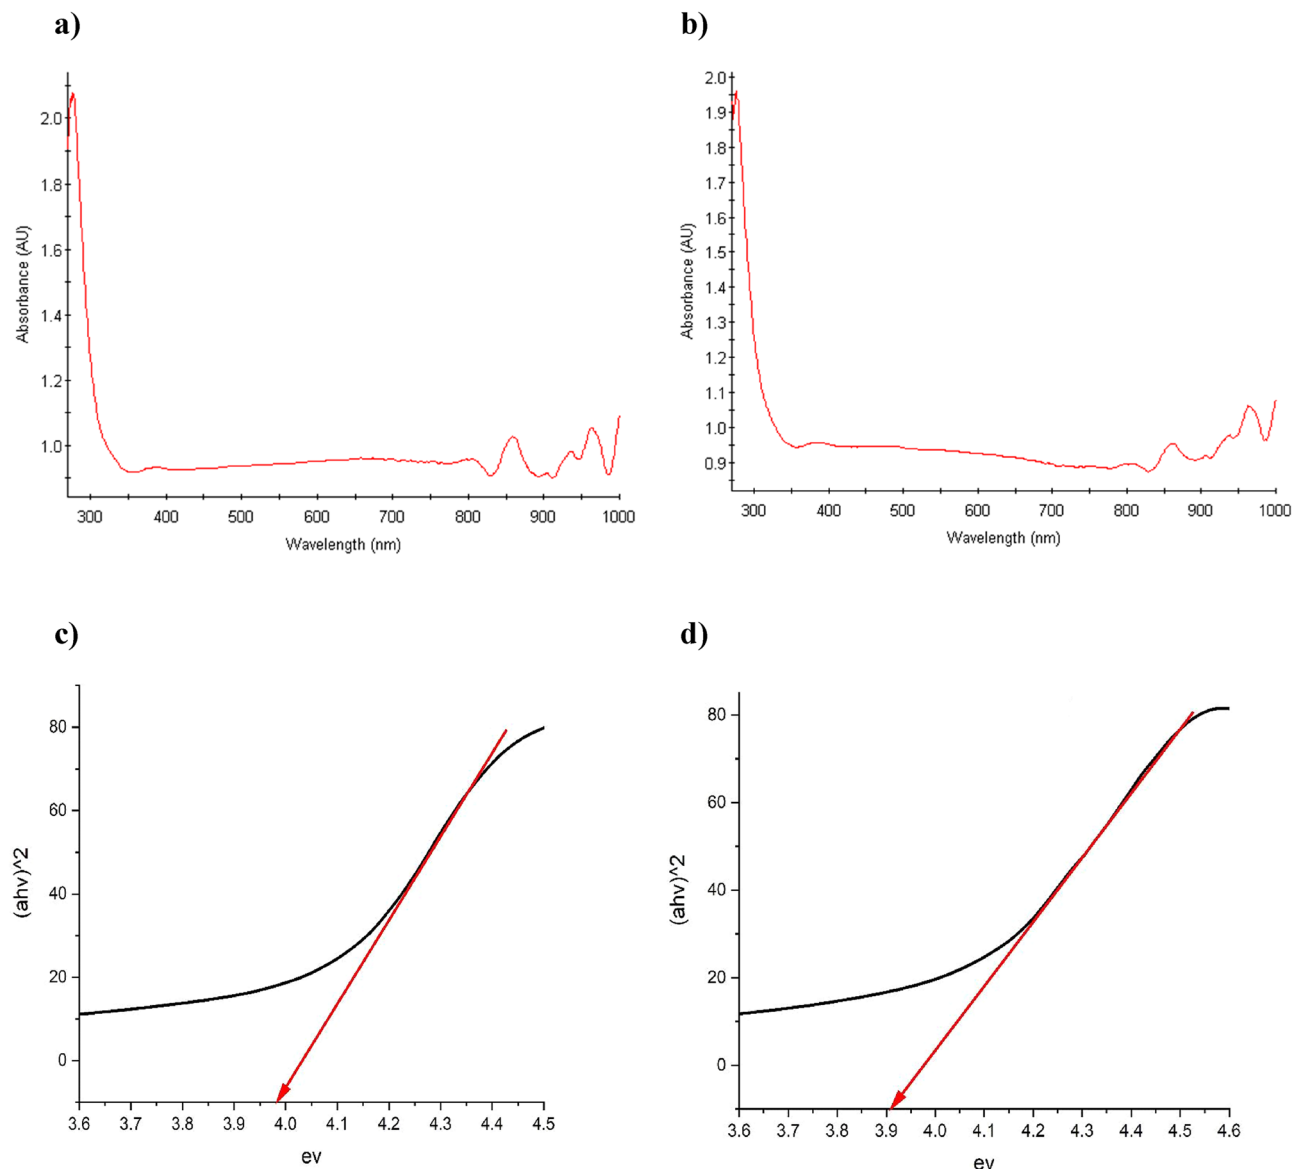 a)
2.0
1.8
1.6
1.4
1.2
1.0
Absorbance (AU)
300 400 500 600 700 800 900 1000
Wavelength (nm)
b)
2.0
1.9
1.8
1.7
1.6
1.5
1.4
1.3
1.2
1.1
1.0
0.9
Absorbance (AU)
300 400 500 600 700 800 900 1000
Wavelength (nm)
c)
80
60
40
20
0
(ahv)^2
3.6 3.7 3.8 3.9 4.0 4.1 4.2 4.3 4.4 4.5
ev
d)
80
60
40
20
0
(ahv)^2
3.6 3.7 3.8 3.9 4.0 4.1 4.2 4.3 4.4 4.5 4.6
ev